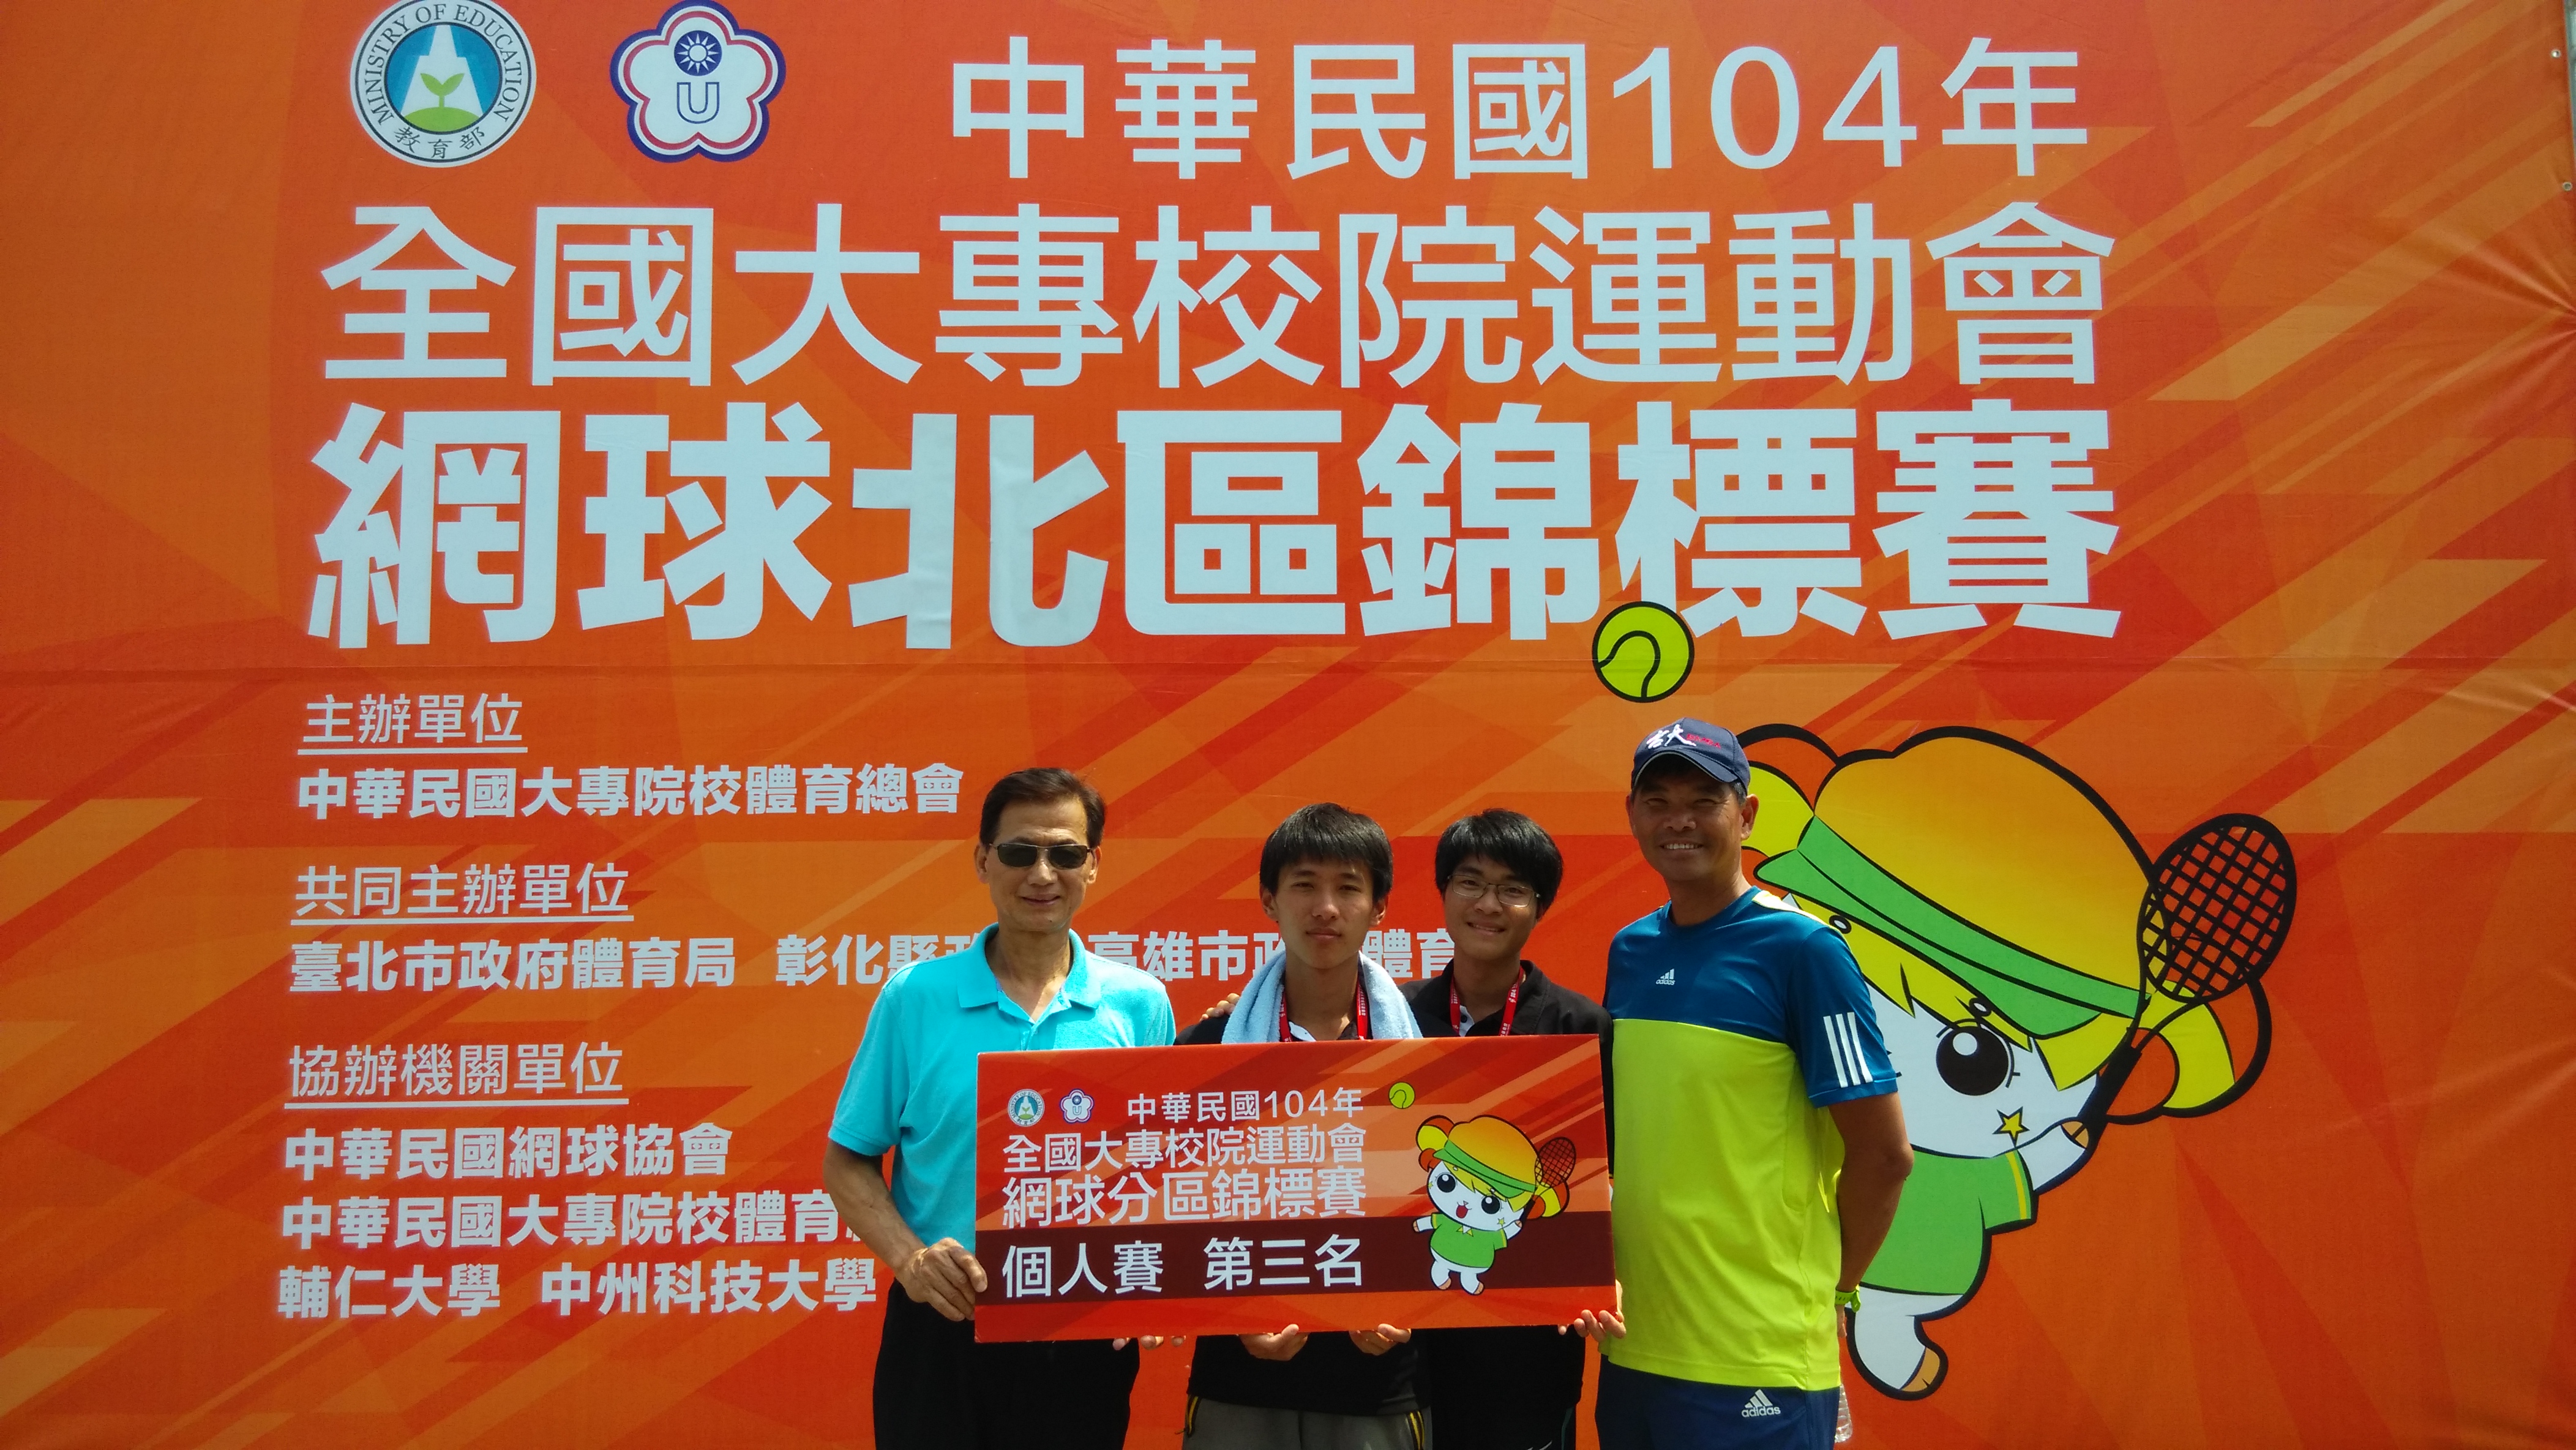 MINISTRY OF EDUCATION
教育部
U
中華民國104年
全國大專校院運動會
網球北區錦標賽
主辦單位
中華民國大專院校體育總會
共同主辦單位
臺北市政府體育局 彰化縣 高雄市政 體育
協辦機關單位
中華民國網球協會
中華民國大專院校體育
輔仁大學 中州科技大學
adidas
adidas
中華民國104年
全國大專校院運動會
網球分區錦標賽
個人賽 第三名